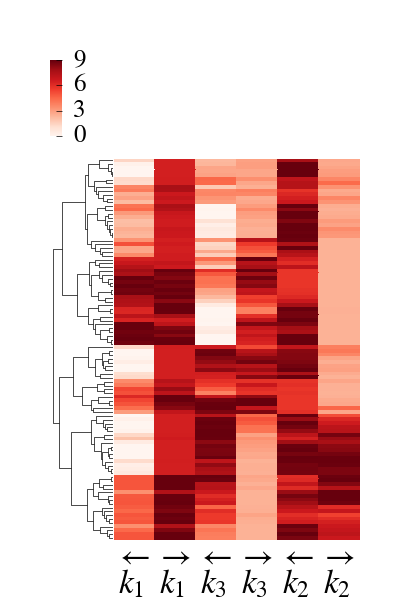 9
6
3
0
← → ← → ← →
k1 k1 k3 k3 k2 k2